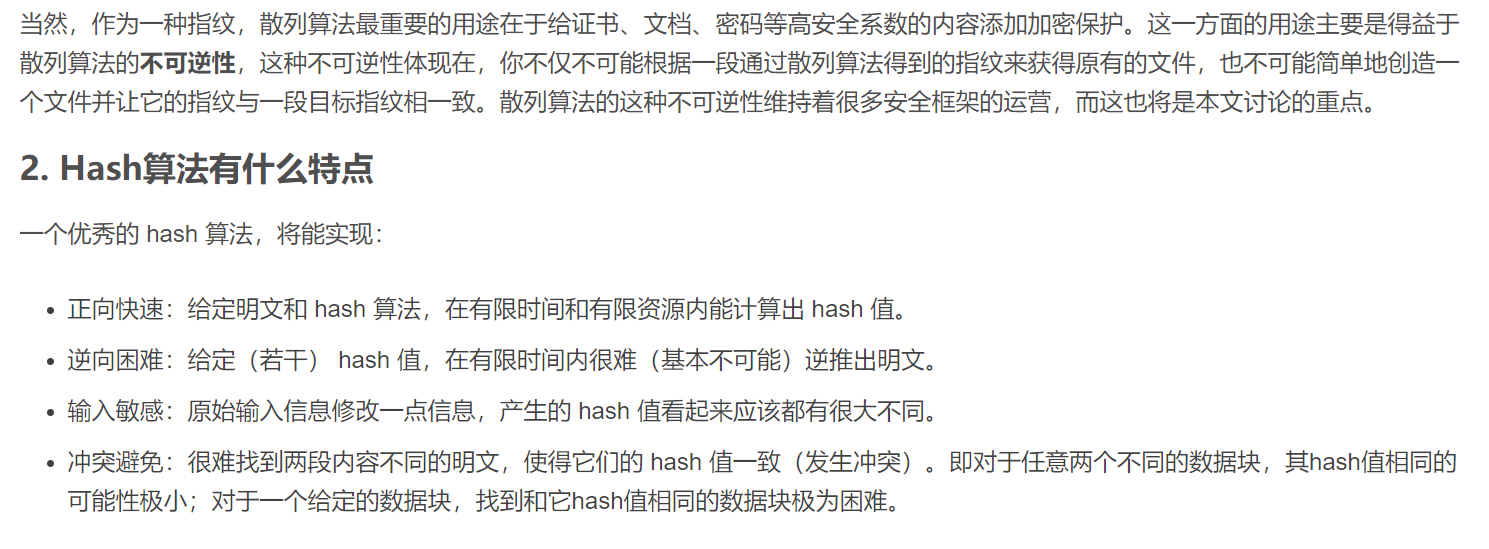 当然，作为一种指纹，散列算法最重要的用途在于给证书、文档、密码等高安全系数的内容添加加密保护。这一方面的用途主要是得益于
散列算法的不可逆性，这种不可逆性体现在，你不仅不可能根据一段通过散列算法得到的指纹来获得原有的文件，也不可能简单地创造一
个文件并让它的指纹与一段目标指纹相一致。散列算法的这种不可逆性维持着很多安全框架的运营，而这也将是本文讨论的重点。
2. Hash算法有什么特点
一个优秀的 hash 算法，将能实现：
• 正向快速：给定明文和 hash 算法，在有限时间和有限资源内能计算出 hash 值。
• 逆向困难：给定（若干） hash 值，在有限时间内很难（基本不可能）逆推出明文。
• 输入敏感：原始输入信息修改一点信息，产生的 hash 值看起来应该都有很大不同。
• 冲突避免：很难找到两段内容不同的明文，使得它们的 hash 值一致（发生冲突）。即对于任意两个不同的数据块，其hash值相同的
可能性极小；对于一个给定的数据块，找到和它hash值相同的数据块极为困难。